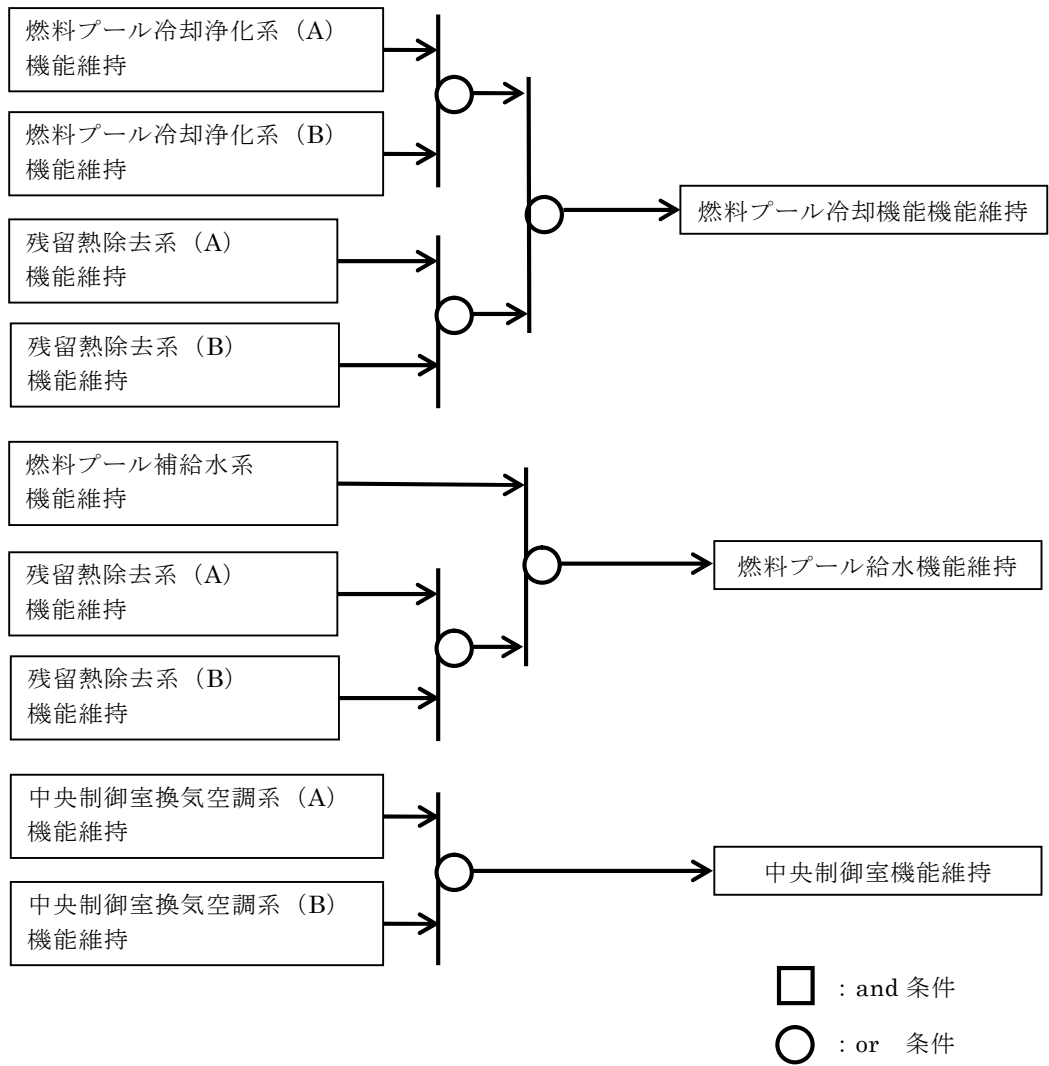 燃料プール冷却浄化系（A）
機能維持
燃料プール冷却浄化系（B）
機能維持
残留熱除去系（A）
機能維持
残留熱除去系（B）
機能維持
燃料プール冷却機能機能維持
燃料プール補給水系
機能維持
残留熱除去系（A）
機能維持
残留熱除去系（B）
機能維持
燃料プール給水機能維持
中央制御室換気空調系（A）
機能維持
中央制御室換気空調系（B）
機能維持
中央制御室機能維持
：and 条件
：or　条件